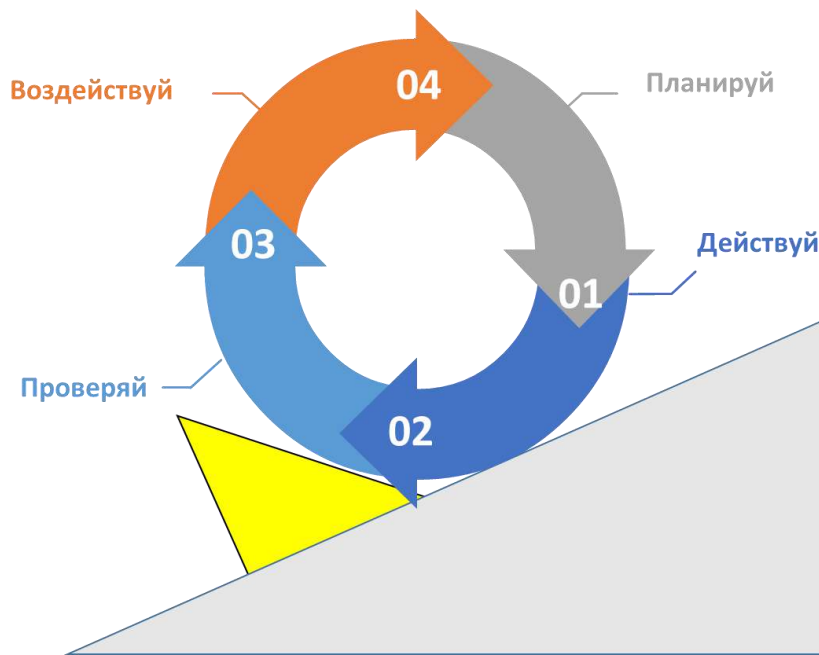 04
Воздействуй
Планируй
03
Действуй
01
Проверяй
02